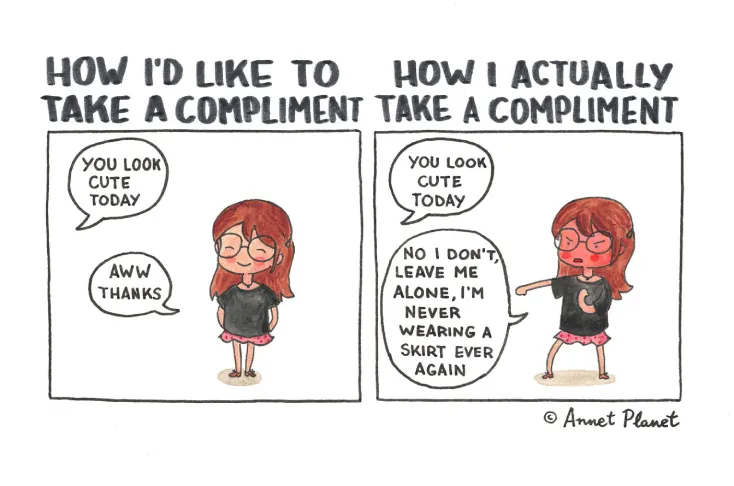 HOW I'D LIKE TO
TAKE A COMPLIMENT
YOU LOOK
CUTE
TODAY
AWW
THANKS
HOW I ACTUALLY
TAKE A COMPLIMENT
YOU LOOK
CUTE
TODAY
NO I DON'T,
LEAVE ME
ALONE, I'M
NEVER
WEARING A
SKIRT EVER
AGAIN
© Annet Planet